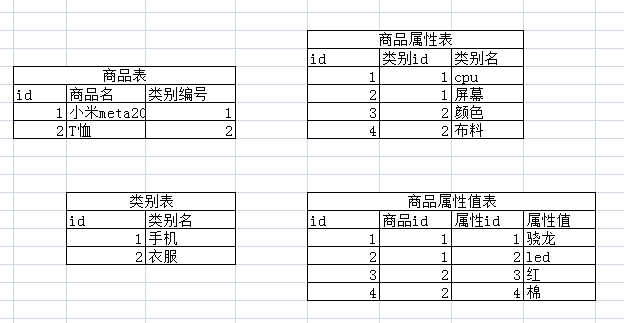 商品表
id 商品名 类别编号
1 小米meta20 1
2 T恤 2
商品属性表
id 类别id 类别名
1 1 cpu
2 1 屏幕
3 2 颜色
4 2 布料
类别表
id 类别名
1 手机
2 衣服
商品属性值表
id 商品id 属性id 属性值
1 1 1 骁龙
2 1 2 led
3 2 3 红
4 2 4 棉